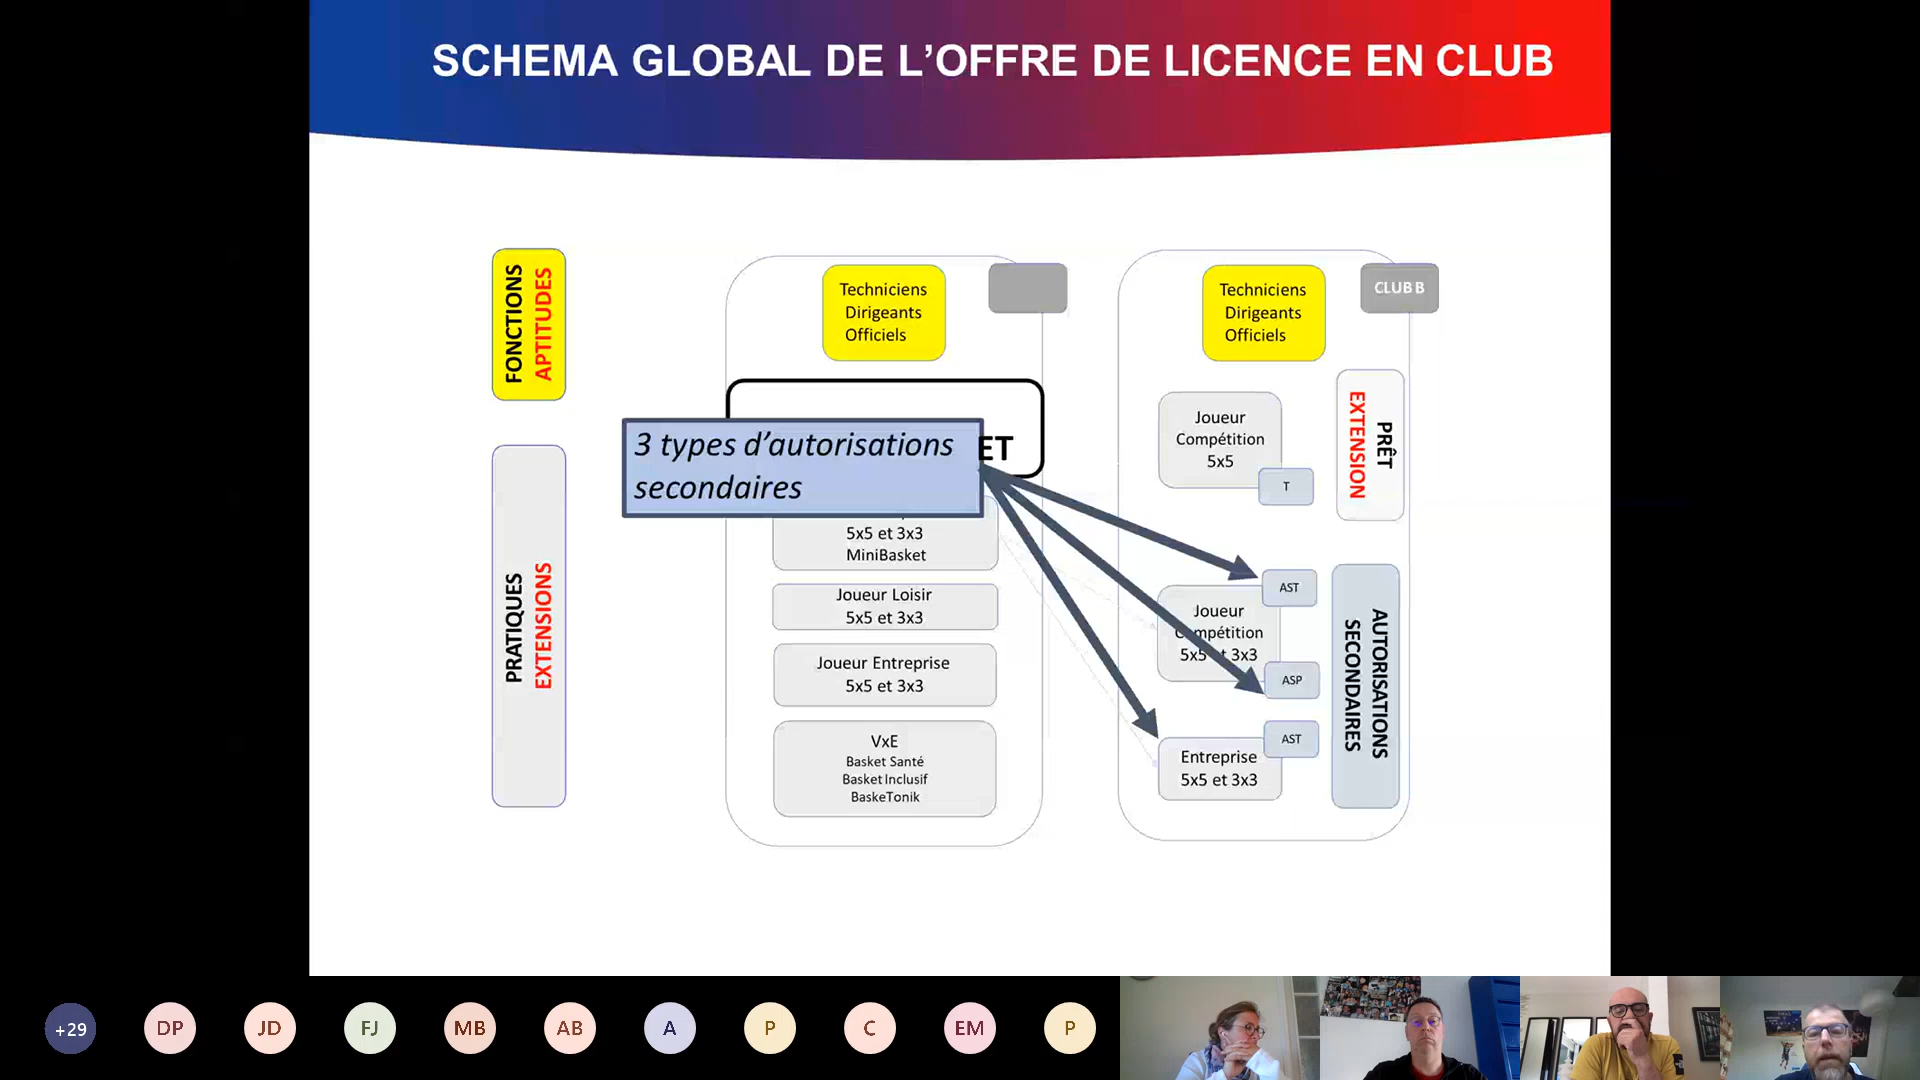 SCHEMA GLOBAL DE L’OFFRE DE LICENCE EN CLUB
FONCTIONS
APTITUDES
PRATIQUES
EXTENSIONS
Techniciens
Dirigeants
Officiels
ET
3 types d’autorisations
secondaires
5x5 et 3x3
MiniBasket
Joueur Loisir
5x5 et 3x3
Joueur Entreprise
5x5 et 3x3
VxE
Basket Santé
Basket Inclusif
BaskeTonik
CLUB B
Techniciens
Dirigeants
Officiels
Joueur
Compétition
5x5
T
PRÊT
EXTENSION
AST
Joueur
Compétition
5x5 et 3x3
ASP
AST
Entreprise
5x5 et 3x3
AUTORISATIONS
SECONDAIRES
+29
DP
JD
FJ
MB
AB
A
P
C
EM
P